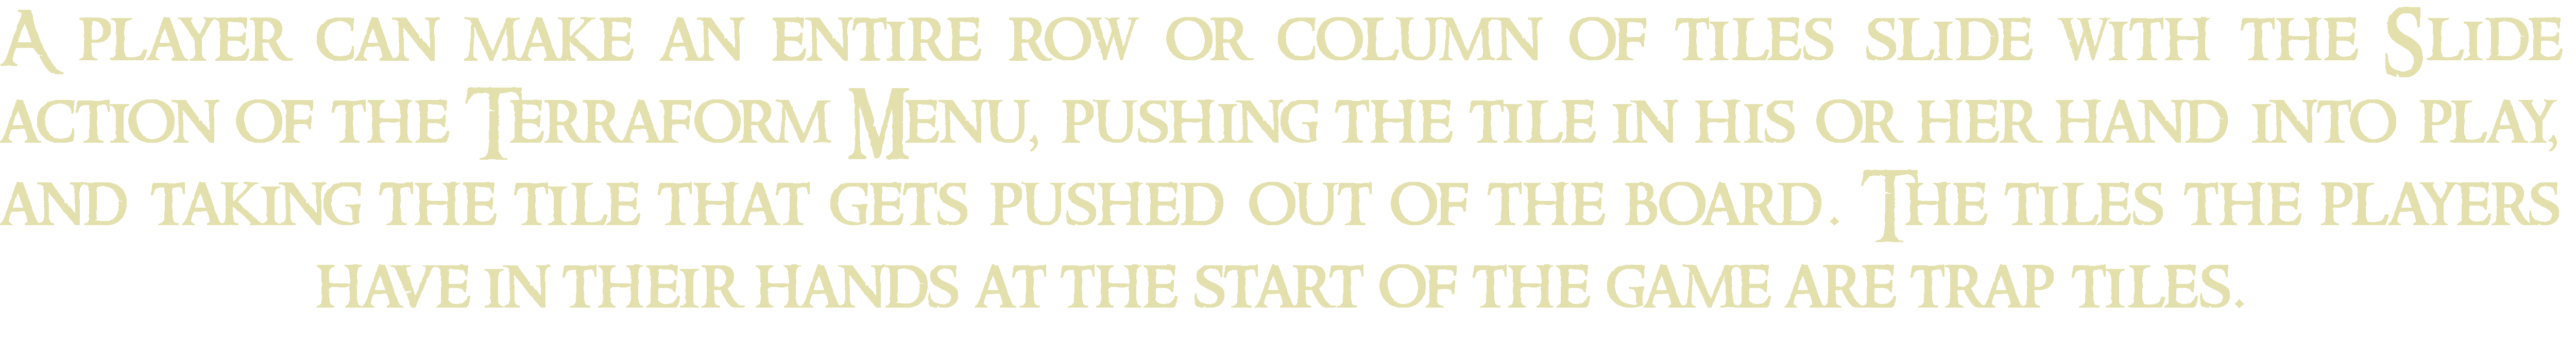 A player can make an entire row or column of tiles slide with the Slide
action of the Terraform Menu, pushing the tile in his or her hand into play,
and taking the tile that gets pushed out of the board. The tiles the players
have in their hands at the start of the game are trap tiles.